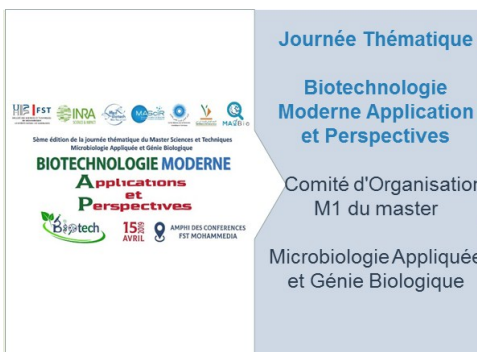 FST
INRA
MAScIR
5ème édition de la journée thématique du Master Sciences et Techniques
Microbiologie Appliquée et Génie Biologique
BIOTECHNOLOGIE MODERNE
Applications
et
Perspectives
Biotech
15 2019
AVRIL
AMPHI DES CONFERENCES
FST MOHAMMEDIA
Journée Thématique
Biotechnologie
Moderne Application
et Perspectives
Comité d'Organisation
M1 du master
Microbiologie Appliquée
et Génie Biologique